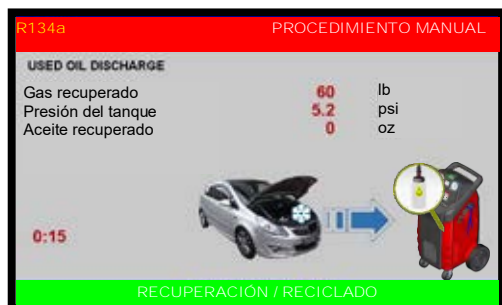 R134a PROCEDIMIENTO MANUAL
USED OIL DISCHARGE
Gas recuperado 60 lb
Presión del tanque 5.2 psi
Aceite recuperado 0 oz
0:15
RECUPERACIÓN / RECICLADO